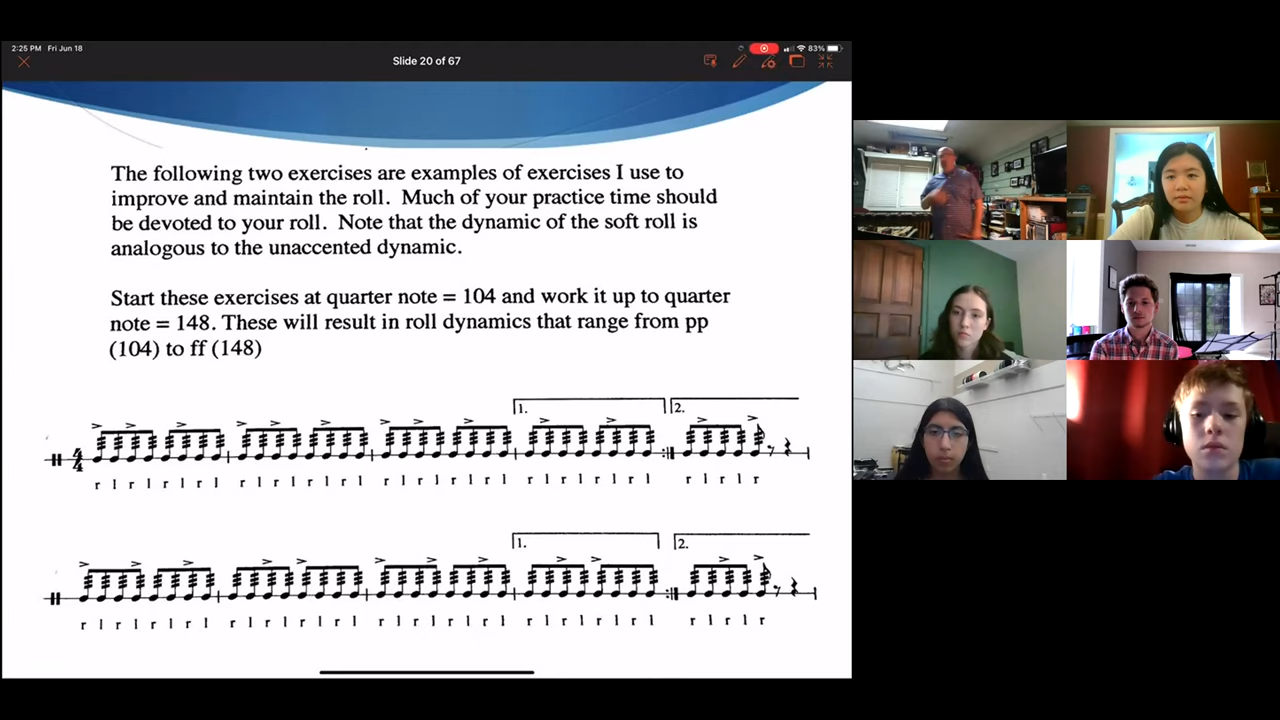 2:25 PM Fri Jun 18
83%
Slide 20 of 67
The following two exercises are examples of exercises I use to
improve and maintain the roll. Much of your practice time should
be devoted to your roll. Note that the dynamic of the soft roll is
analogous to the unaccented dynamic.
Start these exercises at quarter note = 104 and work it up to quarter
note = 148. These will result in roll dynamics that range from pp
(104) to ff (148)
1. 2.
4
4
r l r l r l r l r l r l r l r l r l r l r l r l r l r l r l r l r l r l r
1. 2.
r l r l r l r l r l r l r l r l r l r l r l r l r l r l r l r l r l r l r